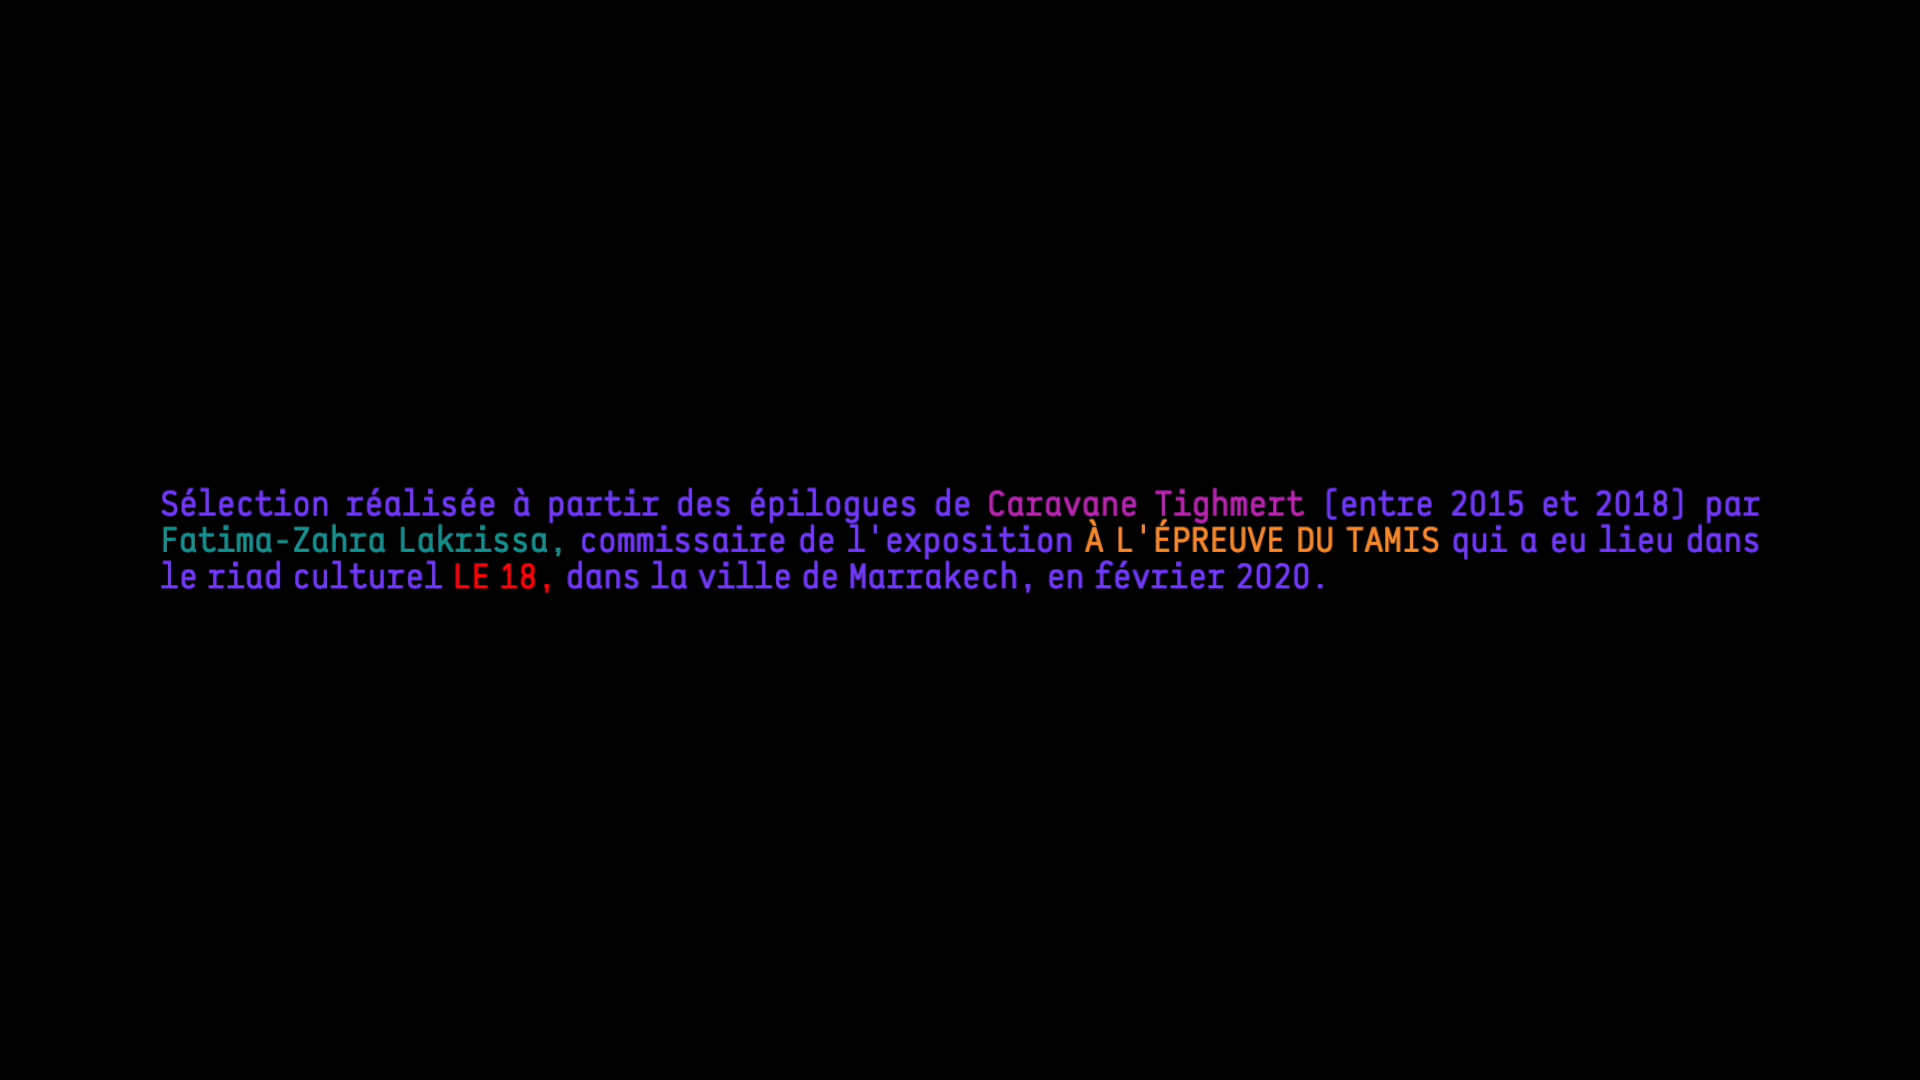 Sélection réalisée à partir des épilogues de Caravane Tighmert (entre 2015 et 2018) par
Fatima-Zahra Lakrissa, commissaire de l'exposition À L'ÉPREUVE DU TAMIS qui a eu lieu dans
le riad culturel LE 18, dans la ville de Marrakech, en février 2020.